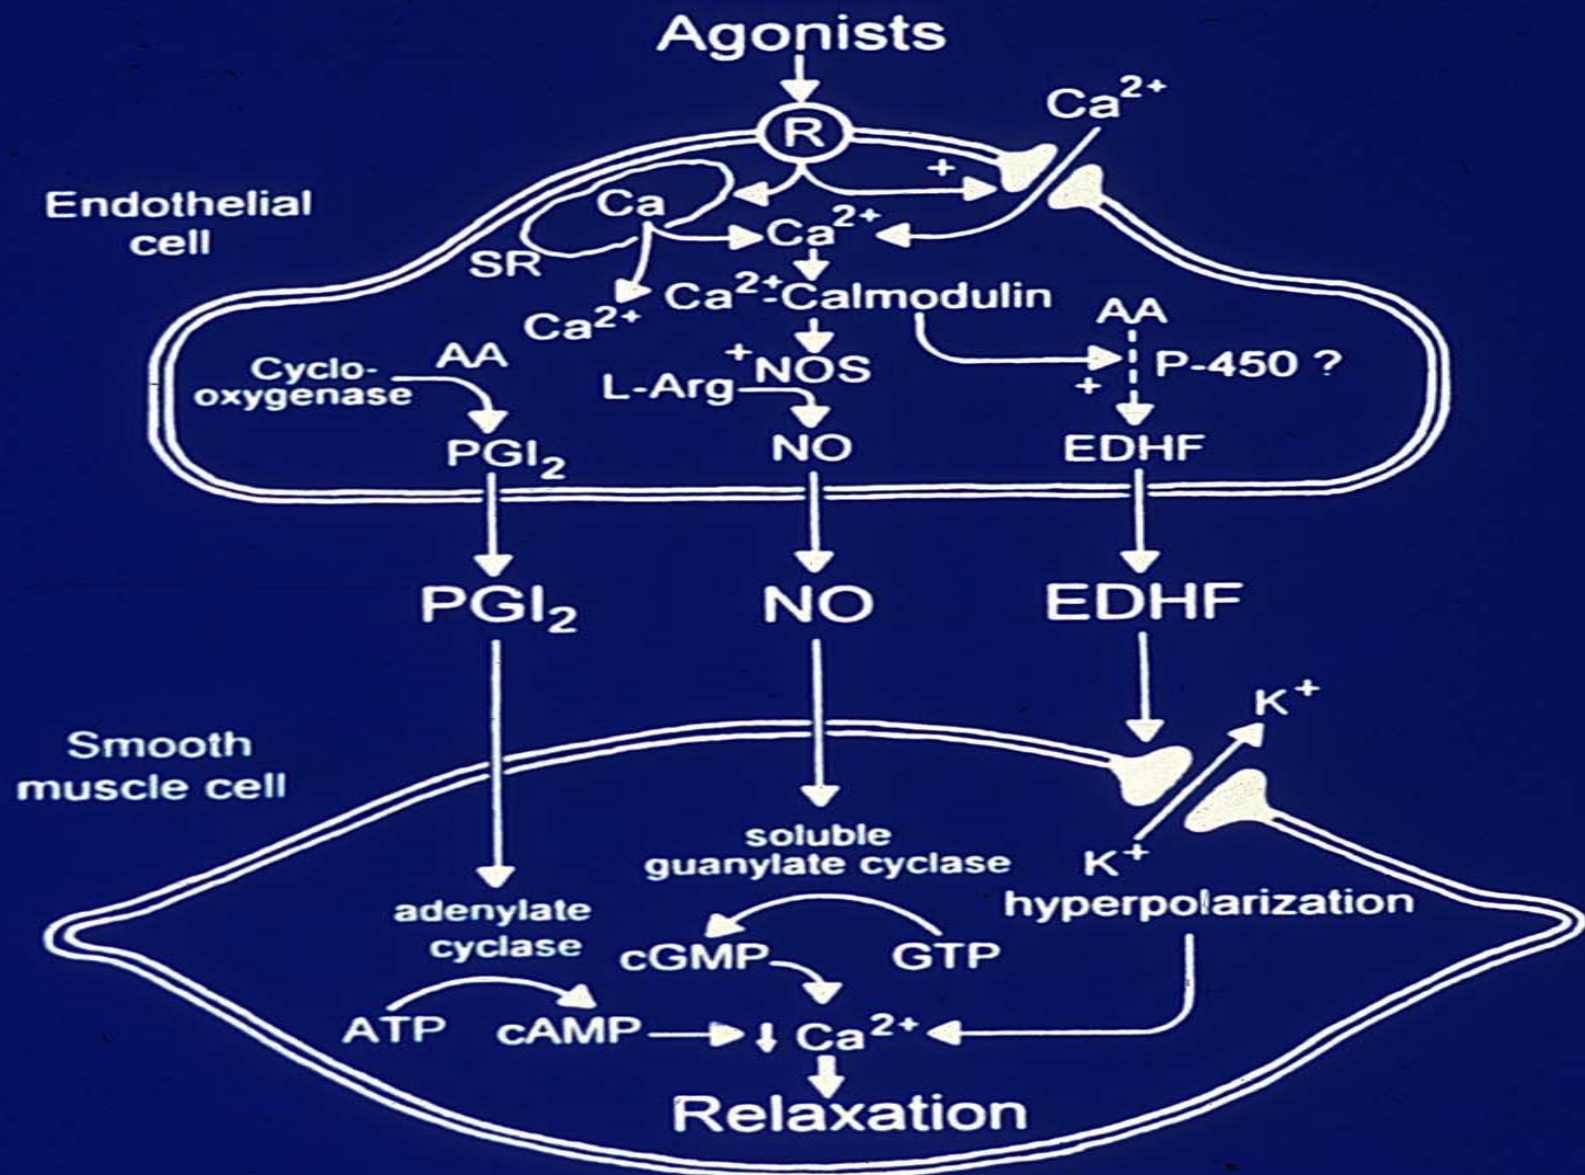 Agonists
R
Ca²⁺
+
Endothelial
cell
Ca
Ca²⁺
SR
Ca²⁺
Ca²⁺-Calmodulin
AA
Cyclo-
oxygenase
AA
+
NOS
L-Arg
+
P-450 ?
PGI₂
NO
EDHF
PGI₂
NO
EDHF
K⁺
Smooth
muscle cell
soluble
guanylate cyclase
K⁺
hyperpolarization
adenylate
cyclase
cGMP
GTP
ATP
cAMP
↓ Ca²⁺
Relaxation